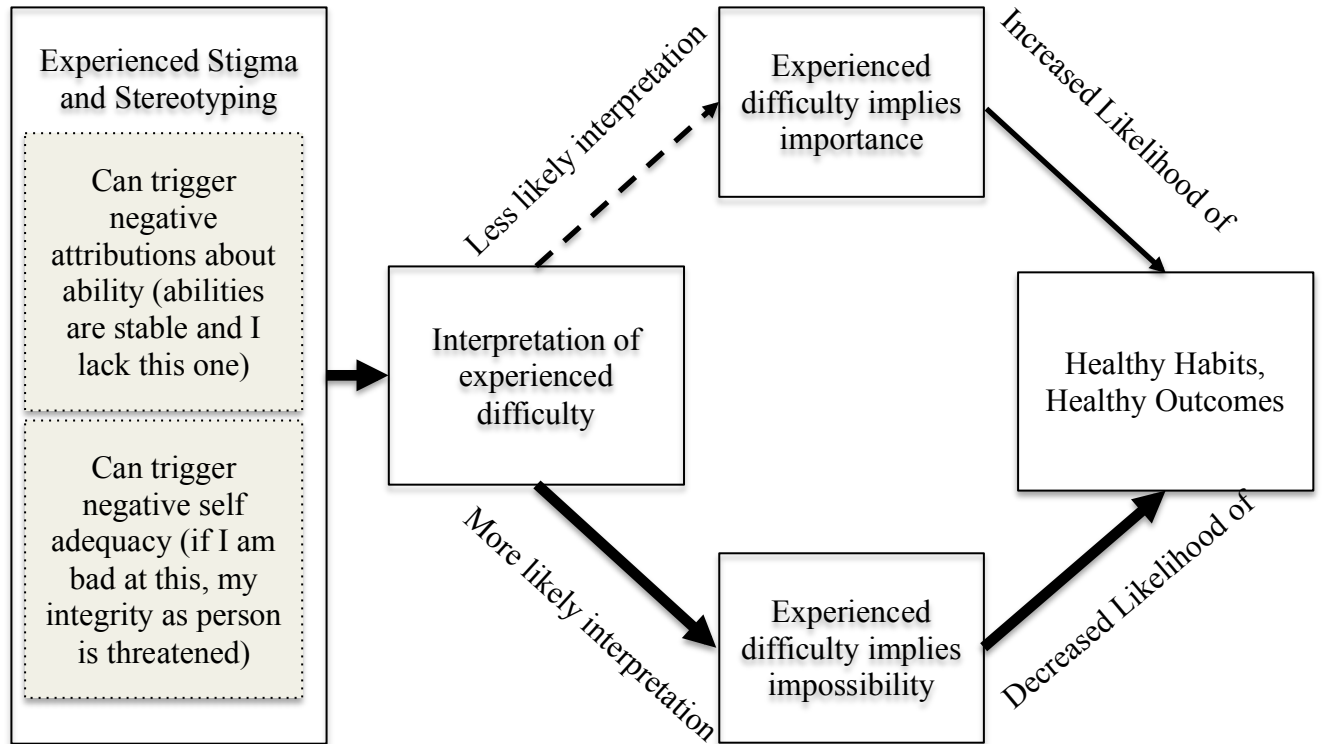 Experienced Stigma
and Stereotyping
Can trigger
negative
attributions about
ability (abilities
are stable and I
lack this one)
Can trigger
negative self
adequacy (if I am
bad at this, my
integrity as person
is threatened)
Interpretation of
experienced
difficulty
Less likely interpretation
More likely interpretation
Experienced
difficulty implies
importance
Experienced
difficulty implies
impossibility
Increased Likelihood of
Decreased Likelihood of
Healthy Habits,
Healthy Outcomes